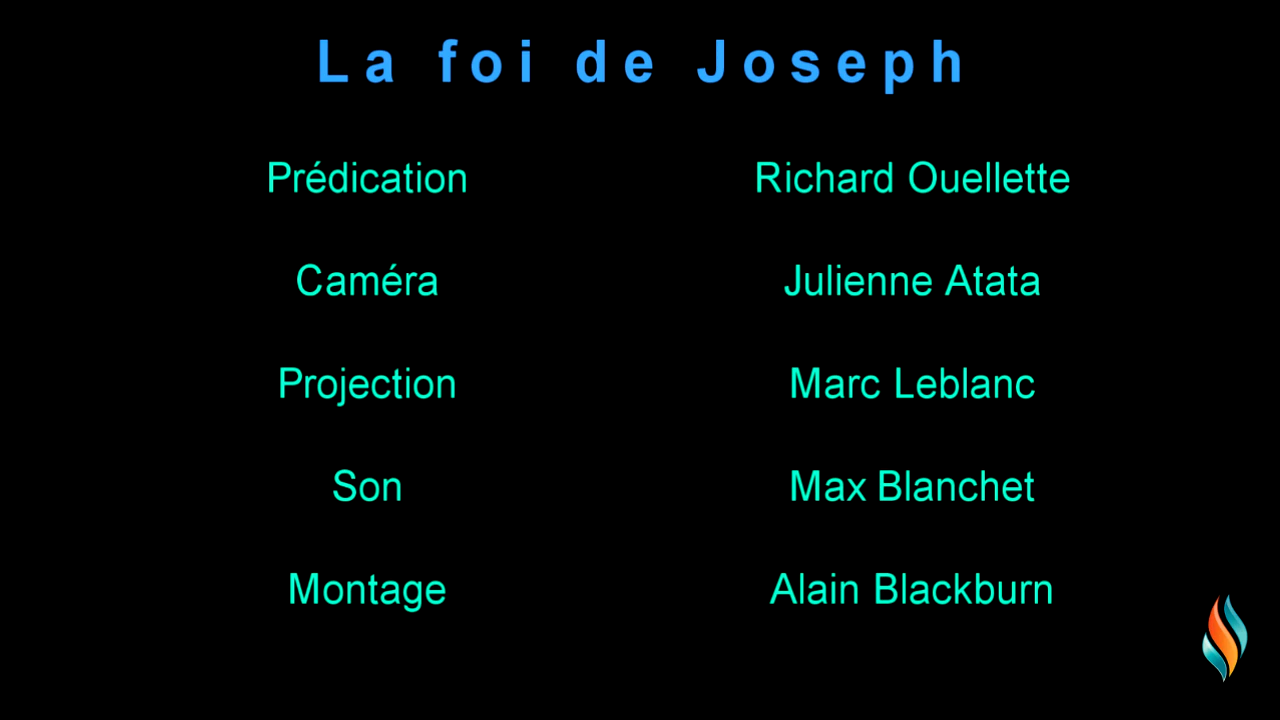 La foi de Joseph
Prédication Richard Ouellette
Caméra Julienne Atata
Projection Marc Leblanc
Son Max Blanchet
Montage Alain Blackburn